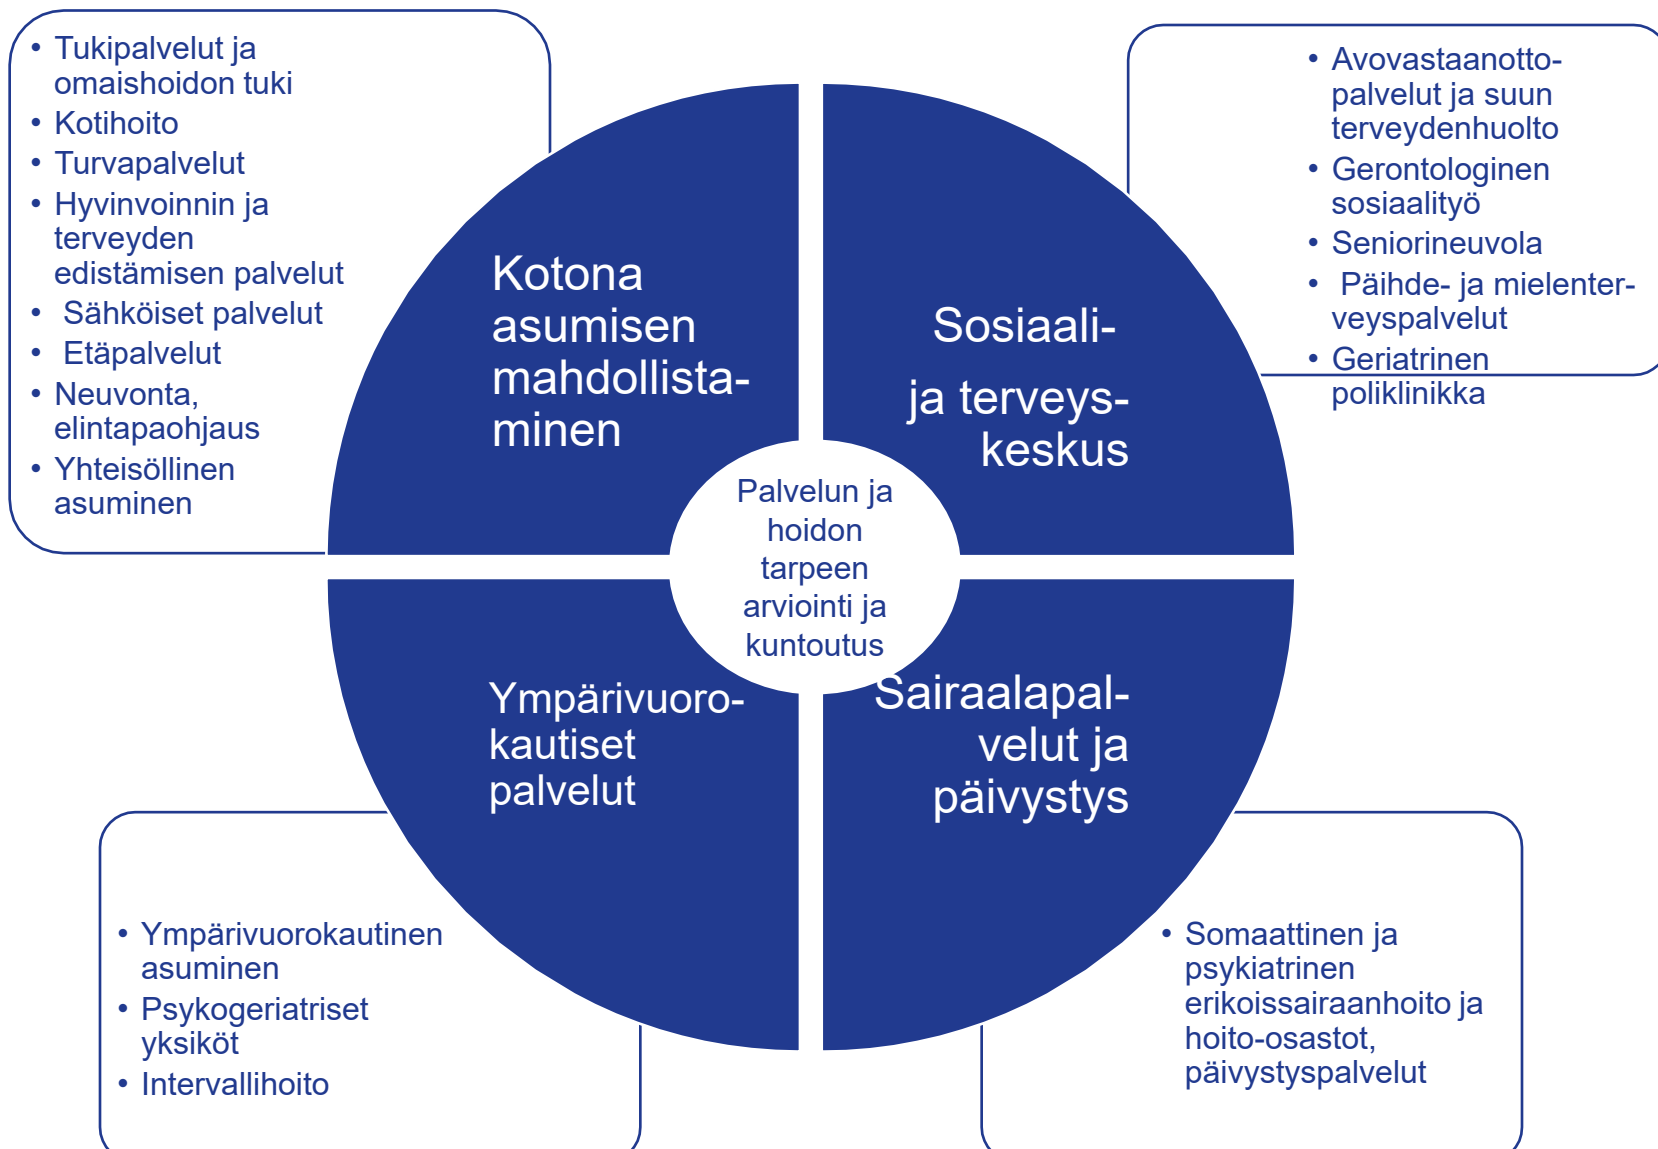 • Tukipalvelut ja
omaishoidon tuki
• Kotihoito
• Turvapalvelut
• Hyvinvoinnin ja
terveyden
edistämisen palvelut
• Sähköiset palvelut
• Etäpalvelut
• Neuvonta,
elintapaohjaus
• Yhteisöllinen
asuminen
Kotona
asumisen
mahdollista-
minen
• Avovastaanotto-
palvelut ja suun
terveydenhuolto
• Gerontologinen
sosiaalityö
• Seniorineuvola
• Päihde- ja mielenter-
veyspalvelut
• Geriatrinen
poliklinikka
Sosiaali-
ja terveys-
keskus
Palvelun ja
hoidon
tarpeen
arviointi ja
kuntoutus
Ympärivuoro-
kautiset
palvelut
• Ympärivuorokautinen
asuminen
• Psykogeriatriset
yksiköt
• Intervallihoito
Sairaalapal-
velut ja
päivystys
• Somaattinen ja
psykiatrinen
erikoissairaanhoito ja
hoito-osastot,
päivystyspalvelut